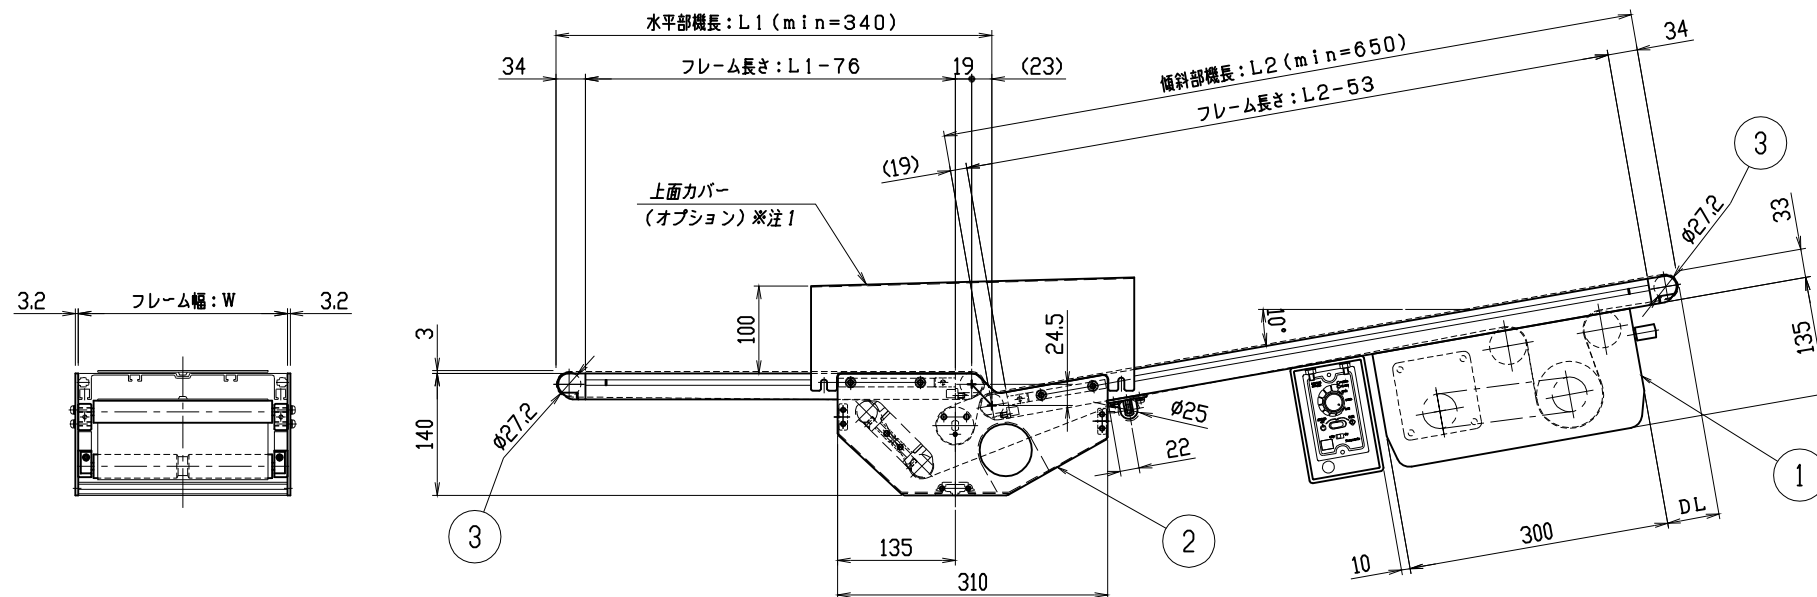 水平部機長:L1(min=340)
34
フレーム長さ:L1-76
19
(23)
傾斜部機長:L2(min=650)
34
フレーム長さ:L2-53
(19)
3
上面カバー
(オプション)※注1
φ27.2
33
3.2
フレーム幅:W
3.2
3
100
24.5
10°
135
140
φ27.2
φ25
22
1
3
2
DL
300
10
135
310